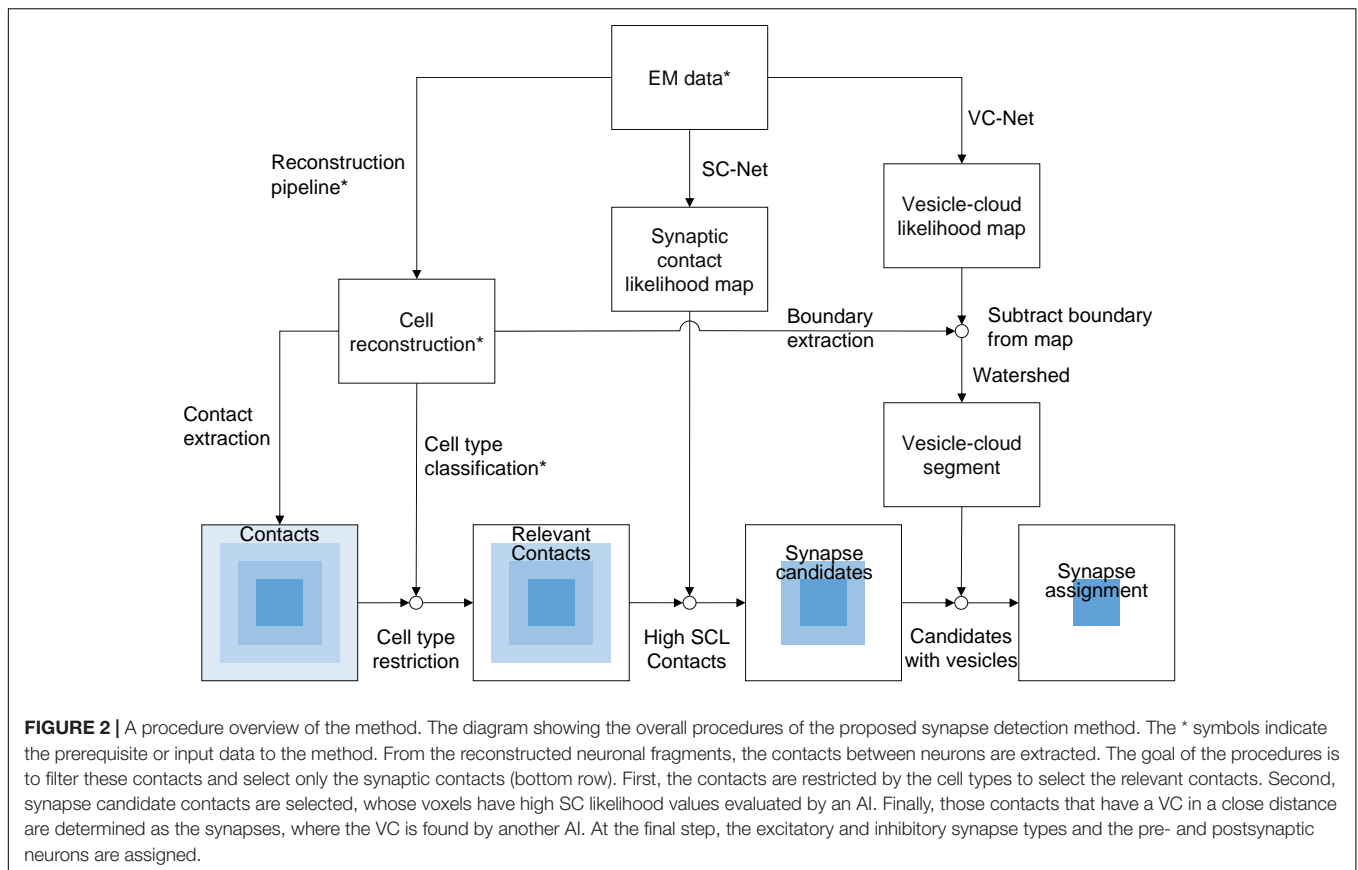 EM data*
VC-Net
Reconstruction
pipeline*
SC-Net
Vesicle-cloud
likelihood map
Synaptic
contact
likelihood map
Cell
reconstruction*
Boundary
extraction
Subtract boundary
from map
Watershed
Contact
extraction
Cell type
classification*
Vesicle-cloud
segment
Contacts
Relevant
Contacts
Synapse
candidates
Synapse
assignment
Cell type
restriction
High SCL
Contacts
Candidates
with vesicles
FIGURE 2 | A procedure overview of the method. The diagram showing the overall procedures of the proposed synapse detection method. The * symbols indicate
the prerequisite or input data to the method. From the reconstructed neuronal fragments, the contacts between neurons are extracted. The goal of the procedures is
to filter these contacts and select only the synaptic contacts (bottom row). First, the contacts are restricted by the cell types to select the relevant contacts. Second,
synapse candidate contacts are selected, whose voxels have high SC likelihood values evaluated by an AI. Finally, those contacts that have a VC in a close distance
are determined as the synapses, where the VC is found by another AI. At the final step, the excitatory and inhibitory synapse types and the pre- and postsynaptic
neurons are assigned.